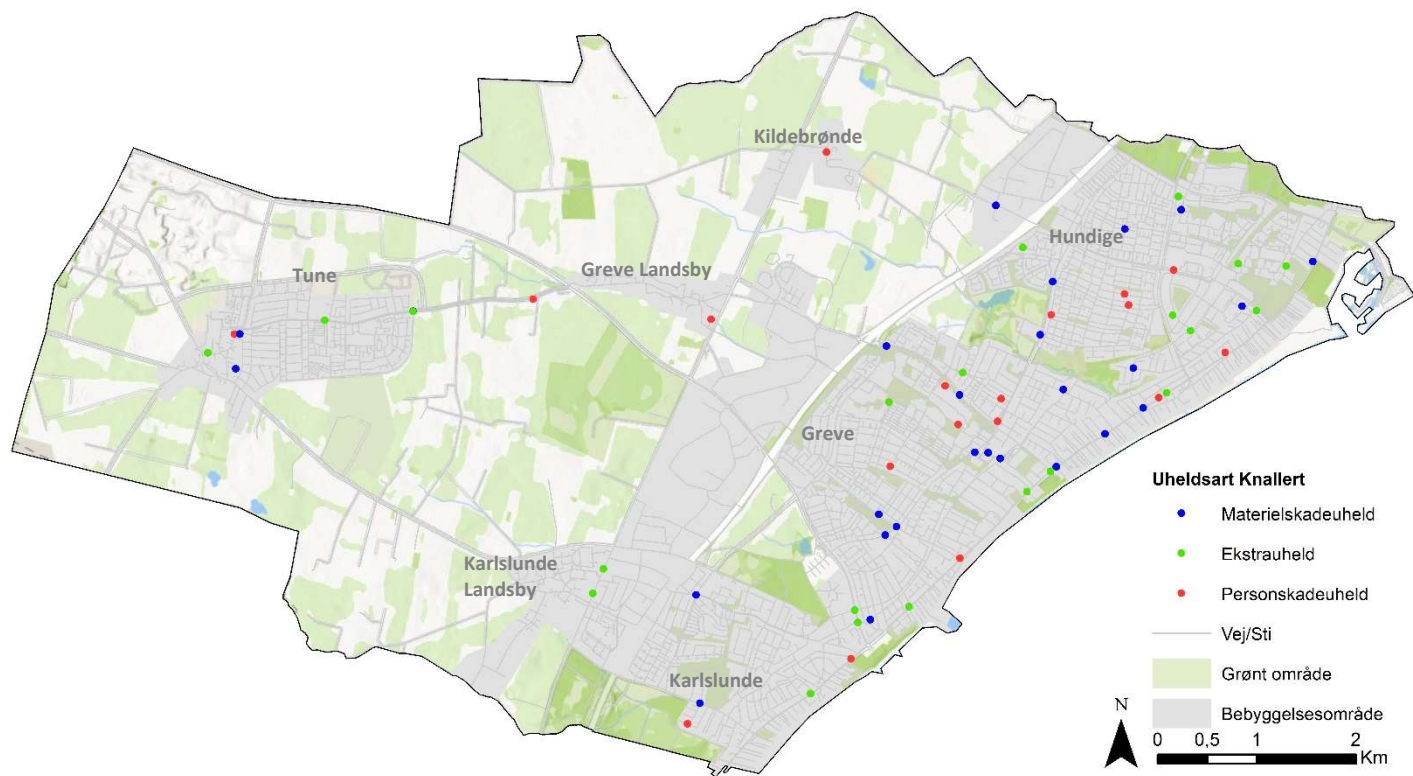 Kildebrønde
Hundige
Greve Landsby
Tune
Greve
Karlslunde
Landsby
Karlslunde
Uheldsart Knallert
Materielskadeuheld
Ekstrauheld
Personskadeuheld
Vej/Sti
Grønt område
Bebyggelsesområde
N
0 0,5 1 2
Km